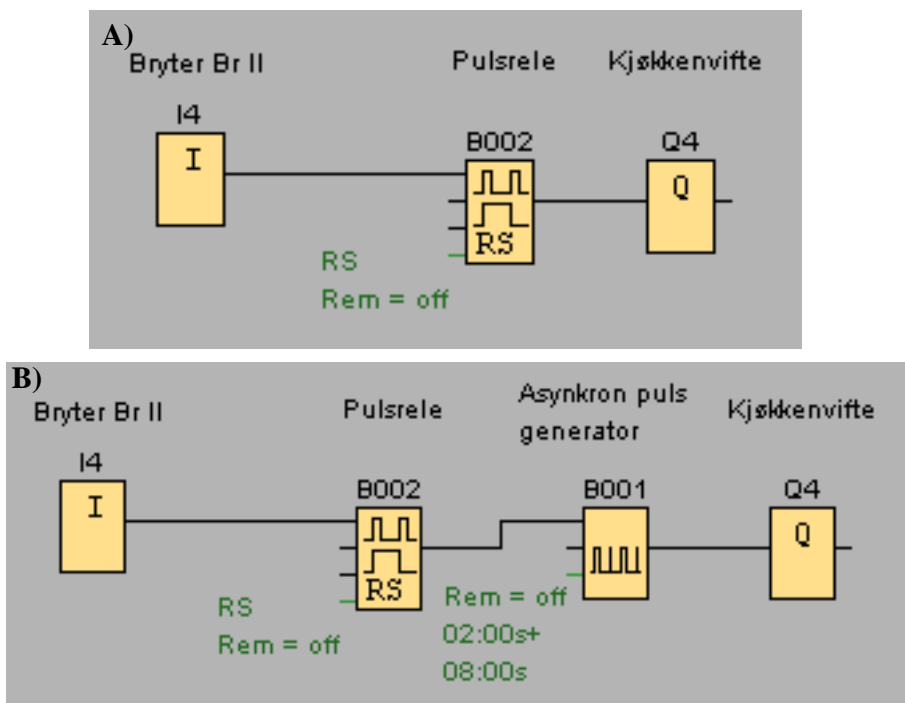 A)
Bryter Br II
Pulsrele
Kjøkkenvifte
I4
B002
Q4
I
Q
RS
RS
Rem = off
B)
Bryter Br II
Pulsrele
Asynkron puls
generator
Kjøkkenvifte
I4
B002
B001
Q4
I
Q
RS
RS
Rem = off
Rem = off
02:00s+
08:00s